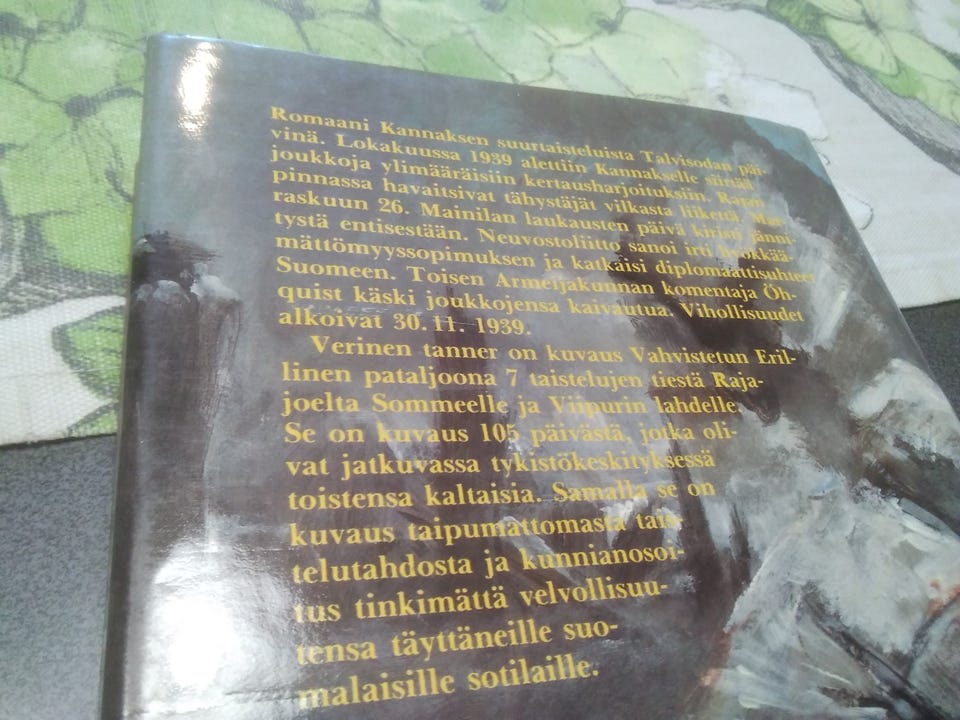 Romaani Kannaksen suurtaisteluista Talvisodan päi-
vinä. Lokakuussa 1939 alettiin Kannakselle siirtää
joukkoja ylimääräisiin kertausharjoituksiin. Rajan
pinnassa havaitsivat tähystäjät vilkasta liikettä. Mar-
raskuun 26. Mainilan laukausten päivä kiristi jänni-
tystä entisestään. Neuvostoliitto sanoi irti hyökkää-
mättömyyssopimuksen ja katkaisi diplomaattisuhteet
Suomeen. Toisen Armeijakunnan komentaja Öh-
quist käski joukkojensa kaivautua. Vihollisuudet
alkoivat 30. 11. 1939.
Verinen tanner on kuvaus Vahvistetun Eril-
linen pataljoona 7 taistelujen tiestä Raja-
joelta Sommeelle ja Viipurin lahdelle.
Se on kuvaus 105 päivästä, jotka oli-
vat jatkuvassa tykistökeskityksessä
toistensa kaltaisia. Samalla se on
kuvaus taipumattomasta tais-
telutahdosta ja kunnianosoi-
tus tinkimättä velvollisuu-
tensa täyttäneille suo-
malaisille sotilaille.